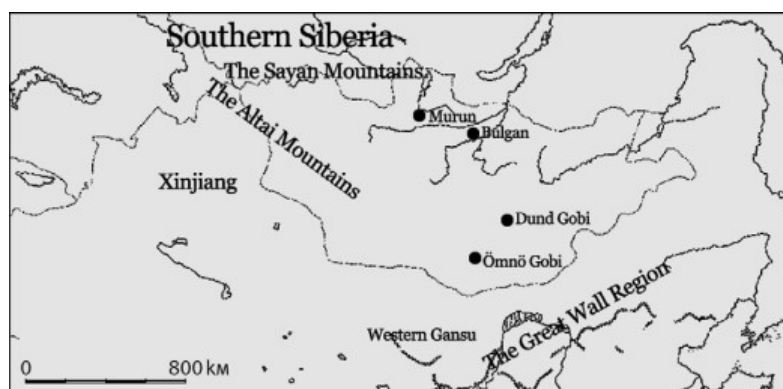 Southern Siberia
The Sayan Mountains
The Altai Mountains
Murun
Bulgan
Xinjiang
Dund Gobi
Ömnö Gobi
The Great Wall Region
Western Gansu
0 800 км